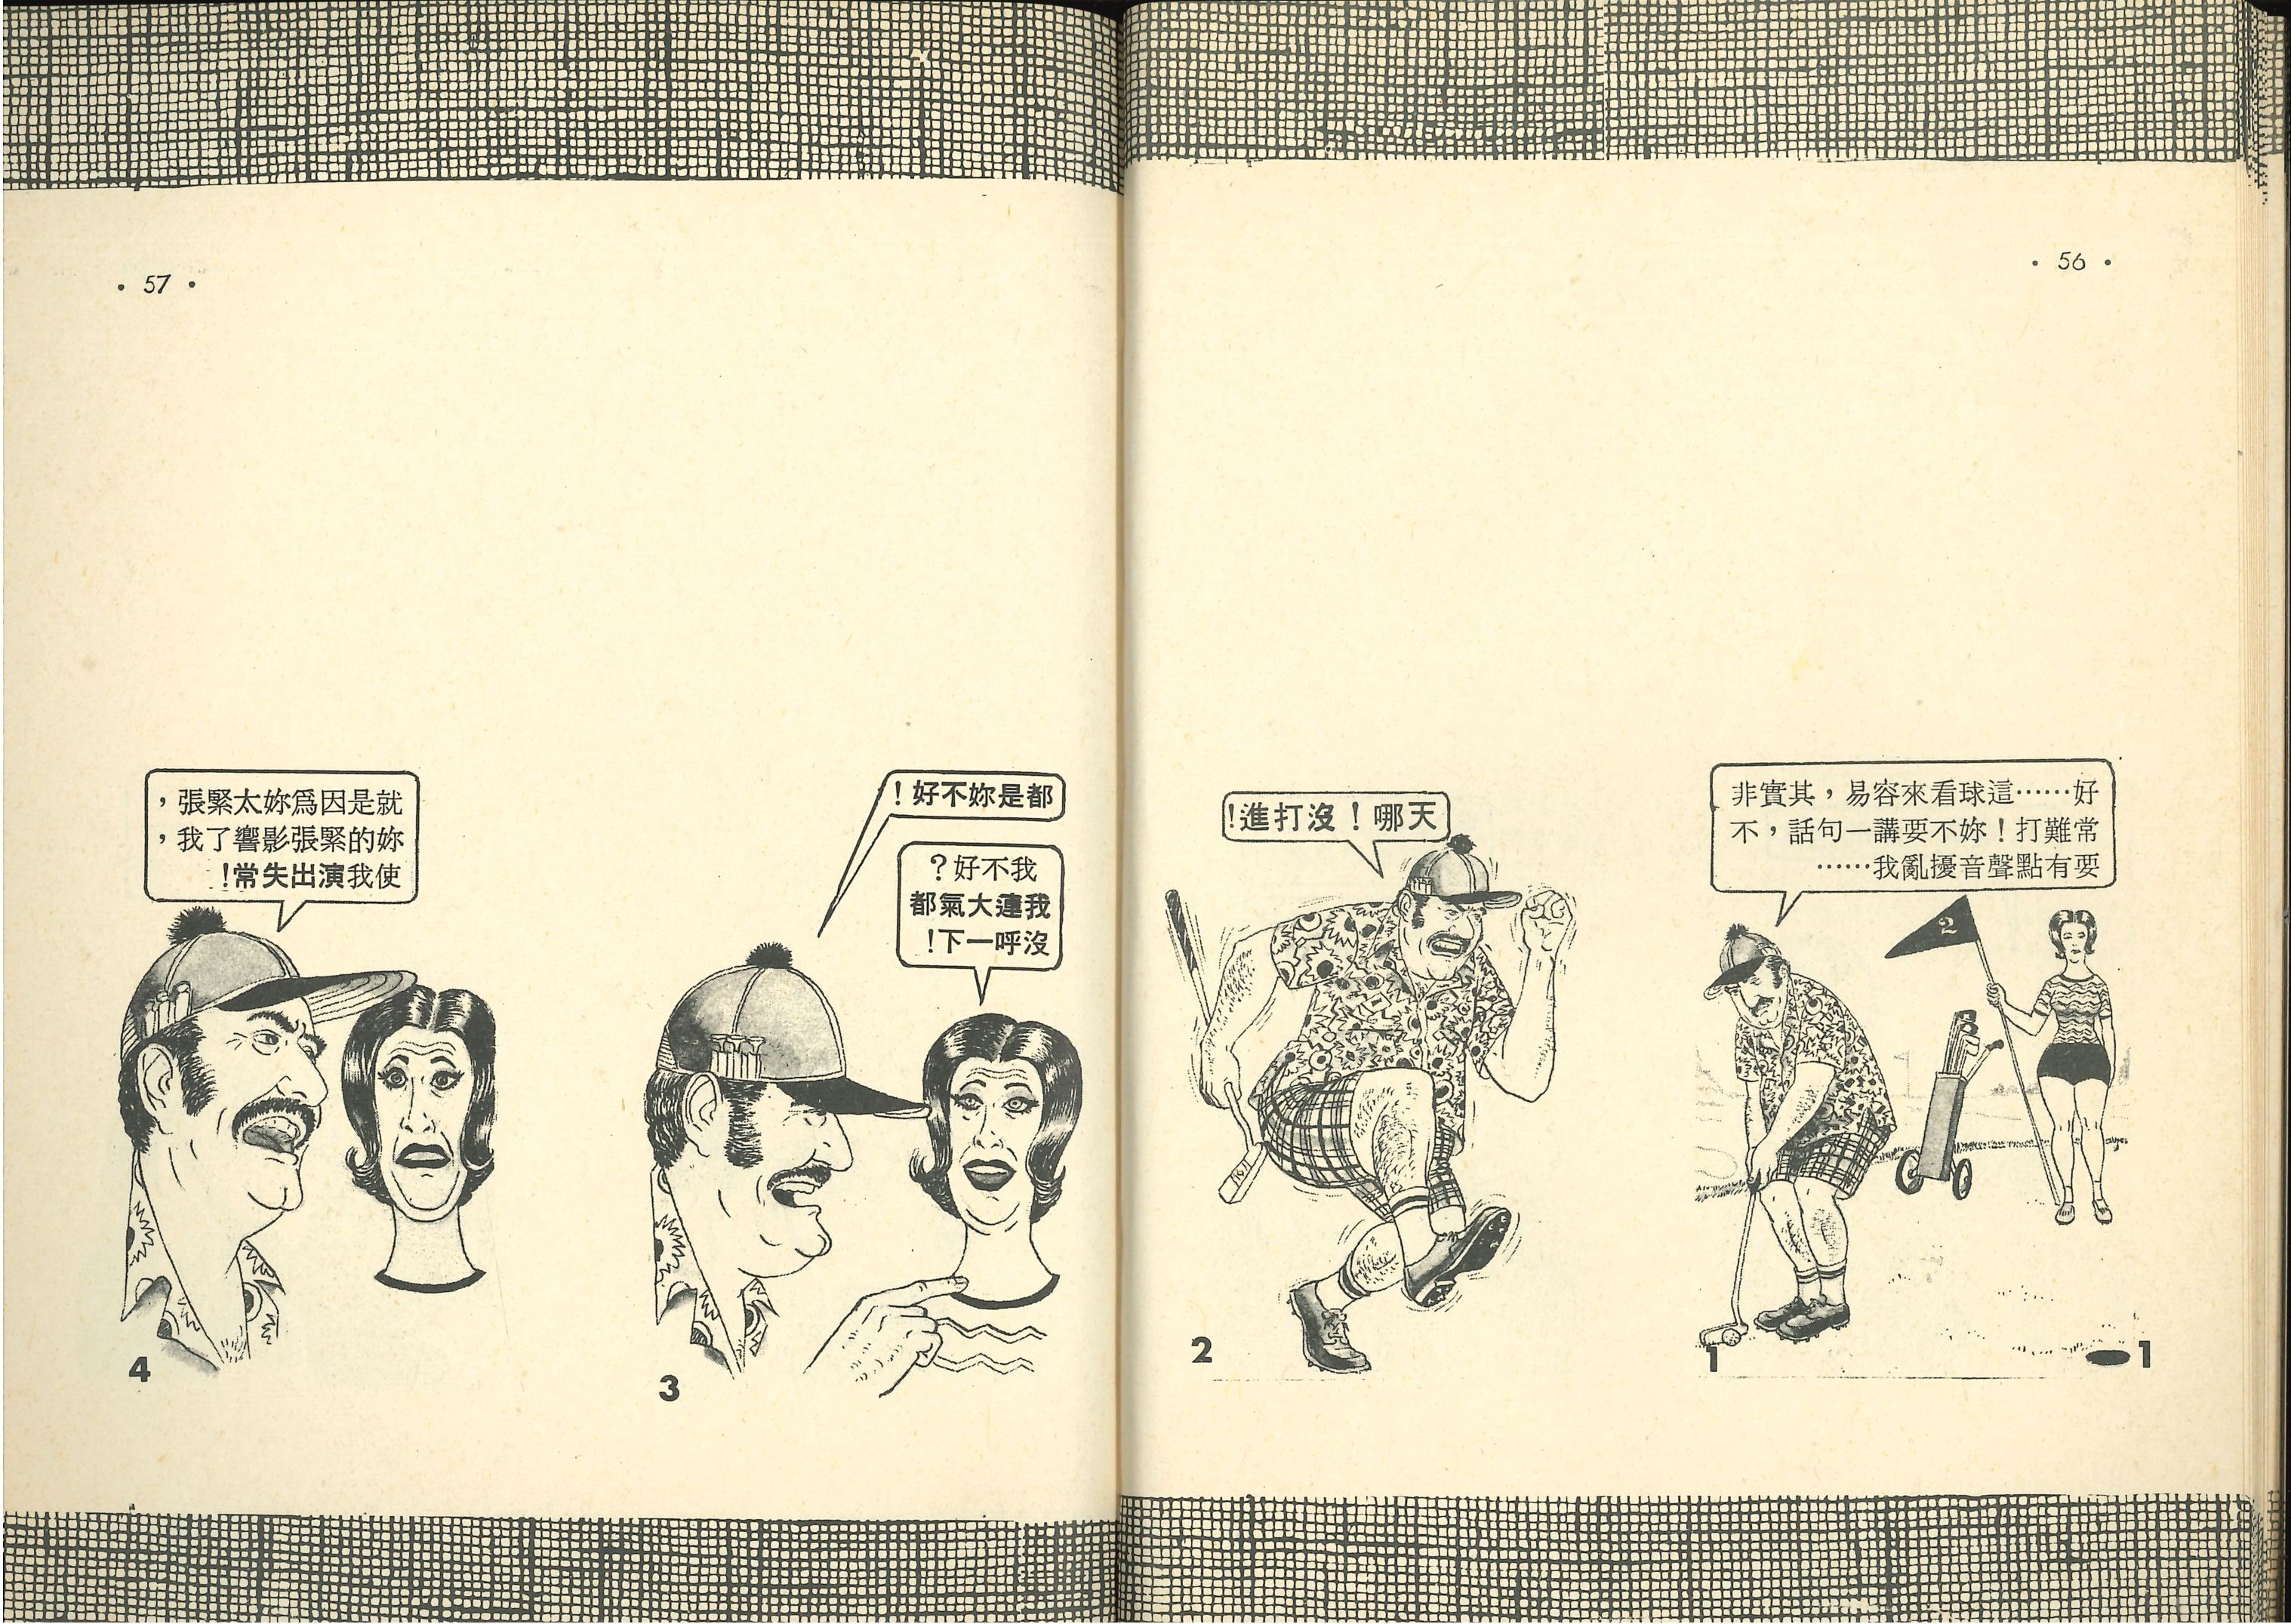 • 56 •
好……這球看來容易，其實非
常難打！妳不要講一句話，不
要有點聲音擾亂我……
2
1
1
天哪！沒打進！
2
• 57 •
都是妳不好！
我不好？
我連大氣都
沒呼一下！
3
就是因爲妳太緊張，
妳的緊張影響了我，
使我演出失常！
4